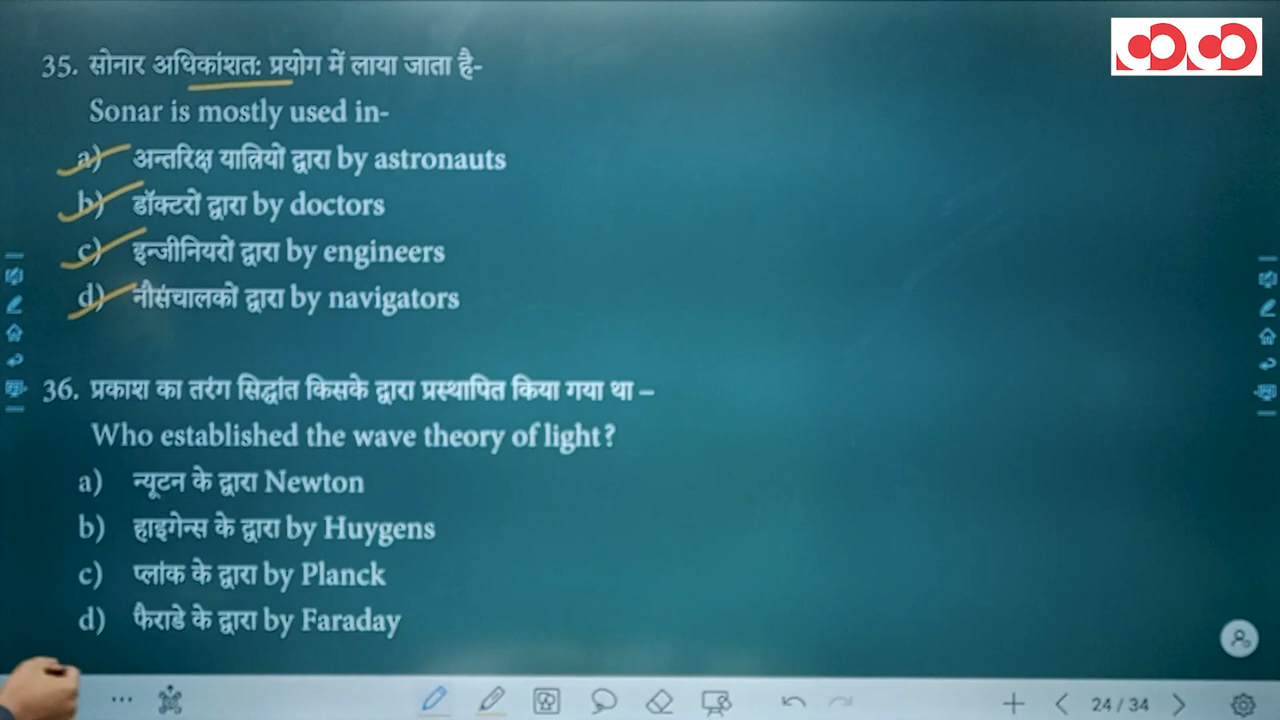 35. सोनार अधिकांशत: प्रयोग में लाया जाता है-
Sonar is mostly used in-
a) अन्तरिक्ष यात्रियों द्वारा by astronauts
b) डॉक्टरों द्वारा by doctors
c) इन्जीनियरों द्वारा by engineers
d) नौसंचालकों द्वारा by navigators
36. प्रकाश का तरंग सिद्धांत किसके द्वारा प्रस्थापित किया गया था –
Who established the wave theory of light?
a) न्यूटन के द्वारा Newton
b) हाइगेन्स के द्वारा by Huygens
c) प्लांक के द्वारा by Planck
d) फैराडे के द्वारा by Faraday
24 / 34